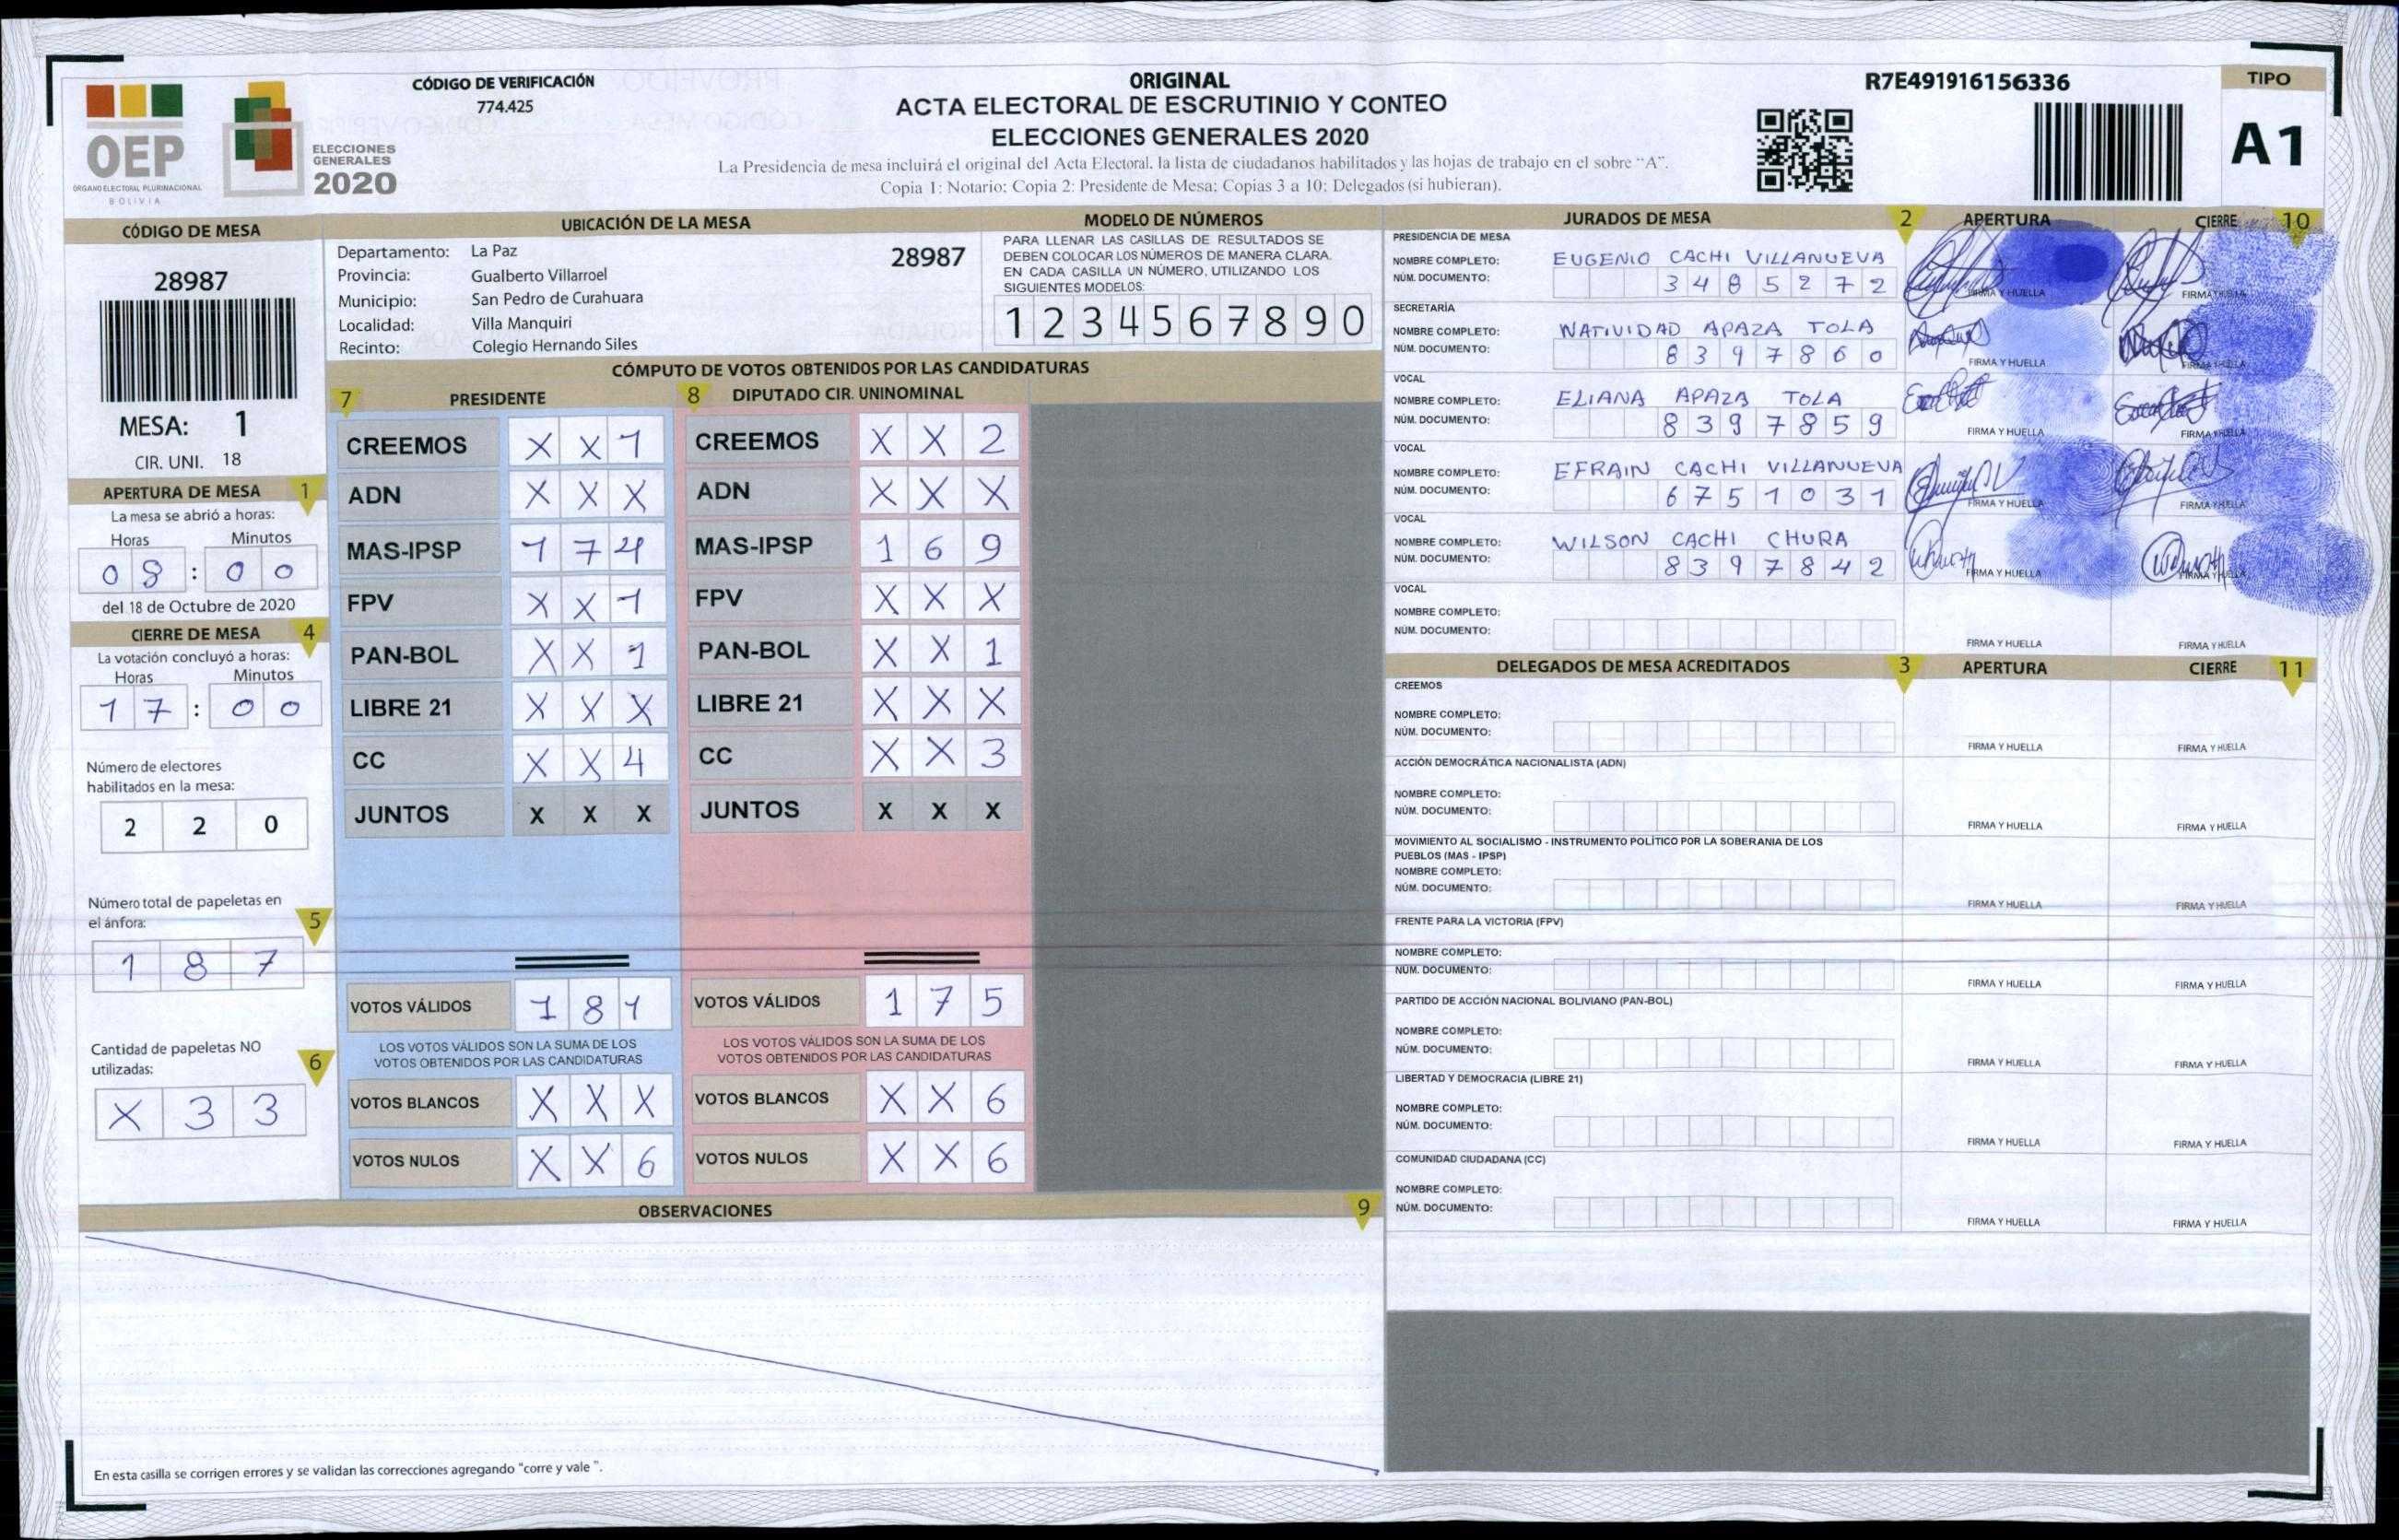 OEP
ÓRGANO ELECTORAL PLURINACIONAL
BOLIVIA
ELECCIONES
GENERALES
2020
CÓDIGO DE VERIFICACIÓN
774.425
ORIGINAL
ACTA ELECTORAL DE ESCRUTINIO Y CONTEO
ELECCIONES GENERALES 2020
La Presidencia de mesa incluirá el original del Acta Electoral, la lista de ciudadanos habilitados y las hojas de trabajo en el sobre "A".
Copia 1: Notario; Copia 2: Presidente de Mesa; Copias 3 a 10: Delegados (si hubieran).
R7E491916156336
TIPO
A1
CÓDIGO DE MESA
28987
MESA: 1
CIR. UNI. 18
APERTURA DE MESA 1
La mesa se abrió a horas:
Horas Minutos
0 8 : 0 0
del 18 de Octubre de 2020
CIERRE DE MESA 4
La votación concluyó a horas:
Horas Minutos
1 7 : 0 0
Número de electores
habilitados en la mesa:
2 2 0
Número total de papeletas en
el ánfora: 5
1 8 7
Cantidad de papeletas NO
utilizadas: 6
X 3 3
UBICACIÓN DE LA MESA
Departamento: La Paz 28987
Provincia: Gualberto Villarroel
Municipio: San Pedro de Curahuara
Localidad: Villa Manquiri
Recinto: Colegio Hernando Siles
MODELO DE NÚMEROS
PARA LLENAR LAS CASILLAS DE RESULTADOS SE
DEBEN COLOCAR LOS NÚMEROS DE MANERA CLARA.
EN CADA CASILLA UN NÚMERO, UTILIZANDO LOS
SIGUIENTES MODELOS:
1 2 3 4 5 6 7 8 9 0
CÓMPUTO DE VOTOS OBTENIDOS POR LAS CANDIDATURAS
7 PRESIDENTE
CREEMOS X X 1
ADN X X X
MAS-IPSP 1 7 4
FPV X X 1
PAN-BOL X X 1
LIBRE 21 X X X
CC X X 4
JUNTOS X X X
VOTOS VÁLIDOS 1 8 1
LOS VOTOS VÁLIDOS SON LA SUMA DE LOS
VOTOS OBTENIDOS POR LAS CANDIDATURAS
VOTOS BLANCOS X X X
VOTOS NULOS X X 6
8 DIPUTADO CIR. UNINOMINAL
CREEMOS X X 2
ADN X X X
MAS-IPSP 1 6 9
FPV X X X
PAN-BOL X X 1
LIBRE 21 X X X
CC X X 3
JUNTOS X X X
VOTOS VÁLIDOS 1 7 5
LOS VOTOS VÁLIDOS SON LA SUMA DE LOS
VOTOS OBTENIDOS POR LAS CANDIDATURAS
VOTOS BLANCOS X X 6
VOTOS NULOS X X 6
OBSERVACIONES 9
En esta casilla se corrigen errores y se validan las correcciones agregando "corre y vale ".
JURADOS DE MESA 2 APERTURA CIERRE 10
PRESIDENCIA DE MESA
NOMBRE COMPLETO: EUGENIO CACHI VILLANUEVA
NÚM. DOCUMENTO: 3 4 8 5 2 7 2
FIRMA Y HUELLA FIRMA Y HUELLA
SECRETARÍA
NOMBRE COMPLETO: NATIVIDAD APAZA TOLA
NÚM. DOCUMENTO: 8 3 9 7 8 6 0
FIRMA Y HUELLA FIRMA Y HUELLA
VOCAL
NOMBRE COMPLETO: ELIANA APAZA TOLA
NÚM. DOCUMENTO: 8 3 9 7 8 5 9
FIRMA Y HUELLA FIRMA Y HUELLA
VOCAL
NOMBRE COMPLETO: EFRAIN CACHI VILLANUEVA
NÚM. DOCUMENTO: 6 7 5 1 0 3 1
FIRMA Y HUELLA FIRMA Y HUELLA
VOCAL
NOMBRE COMPLETO: WILSON CACHI CHURA
NÚM. DOCUMENTO: 8 3 9 7 8 4 2
FIRMA Y HUELLA FIRMA Y HUELLA
VOCAL
NOMBRE COMPLETO:
NÚM. DOCUMENTO:
FIRMA Y HUELLA FIRMA Y HUELLA
DELEGADOS DE MESA ACREDITADOS 3 APERTURA CIERRE 11
CREEMOS
NOMBRE COMPLETO:
NÚM. DOCUMENTO:
FIRMA Y HUELLA FIRMA Y HUELLA
ACCIÓN DEMOCRÁTICA NACIONALISTA (ADN)
NOMBRE COMPLETO:
NÚM. DOCUMENTO:
FIRMA Y HUELLA FIRMA Y HUELLA
MOVIMIENTO AL SOCIALISMO - INSTRUMENTO POLÍTICO POR LA SOBERANIA DE LOS
PUEBLOS (MAS - IPSP)
NOMBRE COMPLETO:
NÚM. DOCUMENTO:
FIRMA Y HUELLA FIRMA Y HUELLA
FRENTE PARA LA VICTORIA (FPV)
NOMBRE COMPLETO:
NÚM. DOCUMENTO:
FIRMA Y HUELLA FIRMA Y HUELLA
PARTIDO DE ACCIÓN NACIONAL BOLIVIANO (PAN-BOL)
NOMBRE COMPLETO:
NÚM. DOCUMENTO:
FIRMA Y HUELLA FIRMA Y HUELLA
LIBERTAD Y DEMOCRACIA (LIBRE 21)
NOMBRE COMPLETO:
NÚM. DOCUMENTO:
FIRMA Y HUELLA FIRMA Y HUELLA
COMUNIDAD CIUDADANA (CC)
NOMBRE COMPLETO:
NÚM. DOCUMENTO:
FIRMA Y HUELLA FIRMA Y HUELLA